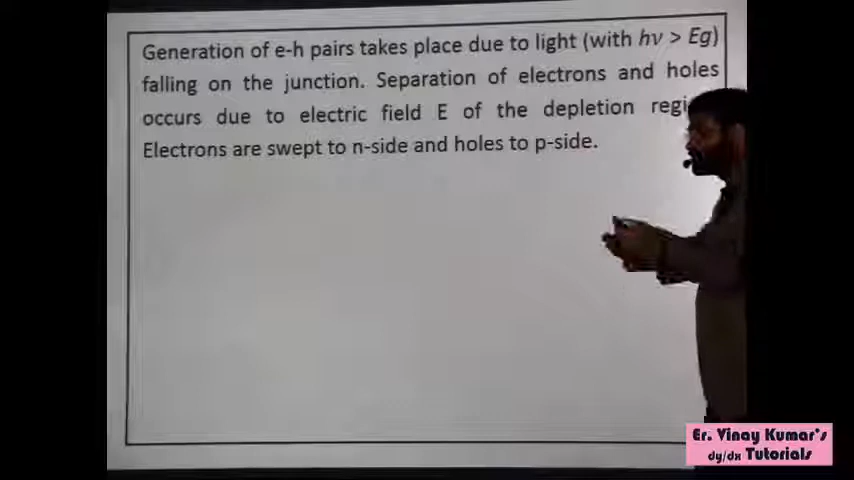 Generation of e-h pairs takes place due to light (with hν > Eg)
falling on the junction. Separation of electrons and holes
occurs due to electric field E of the depletion
Electrons are swept to n-side and holes to p-side.
Er. Vinay Kumar's
dy/dx Tutorials